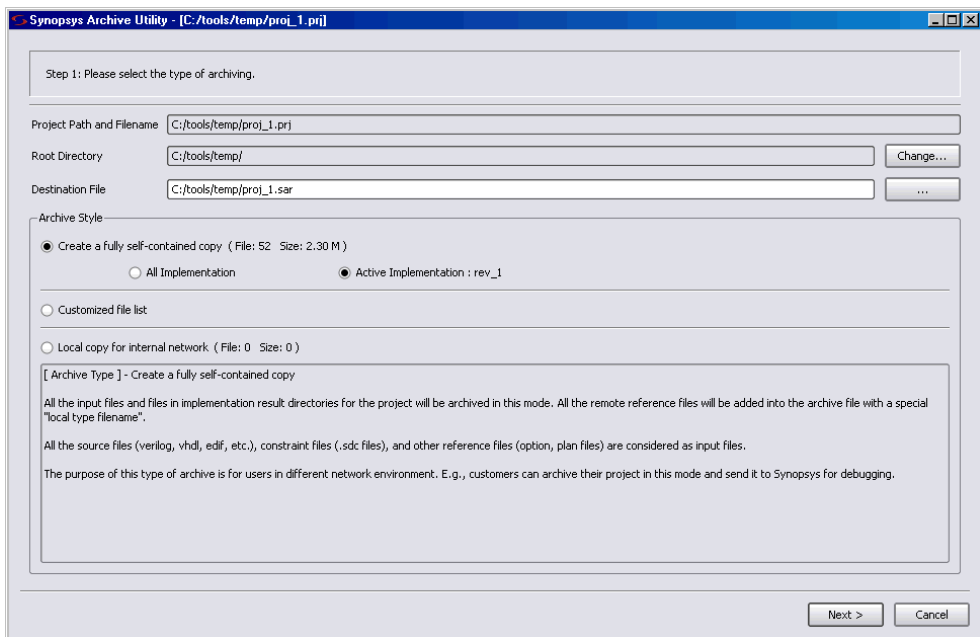 Synopsys Archive Utility - [C:/tools/temp/proj_1.prj]
Step 1: Please select the type of archiving.
Project Path and Filename C:/tools/temp/proj_1.prj
Root Directory C:/tools/temp/ Change...
Destination File C:/tools/temp/proj_1.sar ...
Archive Style
Create a fully self-contained copy ( File: 52 Size: 2.30 M )
All Implementation Active Implementation : rev_1
Customized file list
Local copy for internal network ( File: 0 Size: 0 )
[ Archive Type ] - Create a fully self-contained copy
All the input files and files in implementation result directories for the project will be archived in this mode. All the remote reference files will be added into the archive file with a special
"local type filename".
All the source files (verilog, vhdl, edif, etc.), constraint files (.sdc files), and other reference files (option, plan files) are considered as input files.
The purpose of this type of archive is for users in different network environment. E.g., customers can archive their project in this mode and send it to Synopsys for debugging.
Next > Cancel